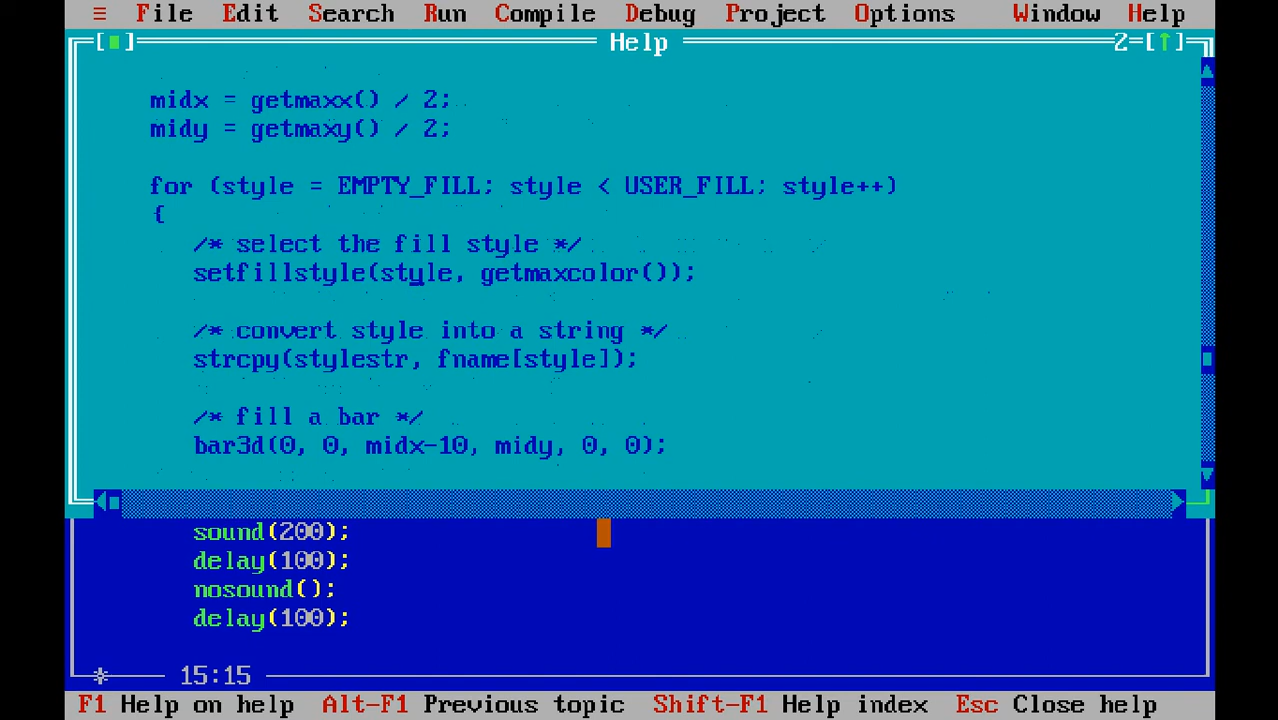 ≡ File Edit Search Run Compile Debug Project Options Window Help
[■] Help 2=[↑]
midx = getmaxx() / 2;
midy = getmaxy() / 2;
for (style = EMPTY_FILL; style < USER_FILL; style++)
{
/* select the fill style */
setfillstyle(style, getmaxcolor());
/* convert style into a string */
strcpy(stylestr, fname[style]);
/* fill a bar */
bar3d(0, 0, midx-10, midy, 0, 0);
sound(200);
delay(100);
nosound();
delay(100);
15:15
F1 Help on help Alt-F1 Previous topic Shift-F1 Help index Esc Close help